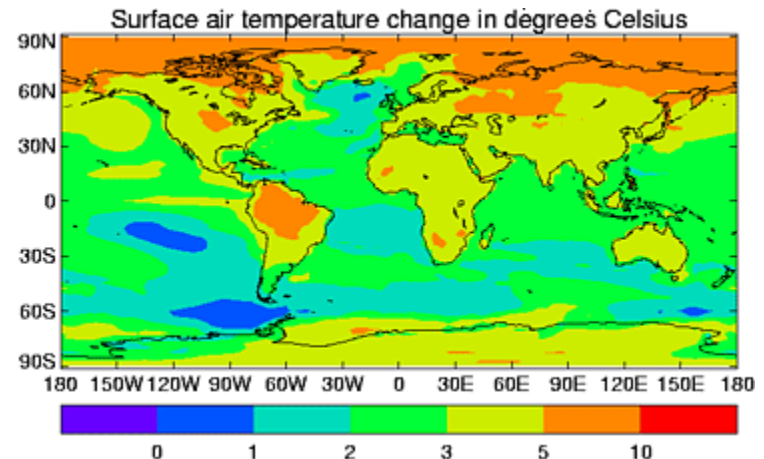 Surface air temperature change in degrees Celsius
90N
60N
30N
0
30S
60S
90S
180 150W 120W 90W 60W 30W 0 30E 60E 90E 120E 150E 180
0 1 2 3 5 10